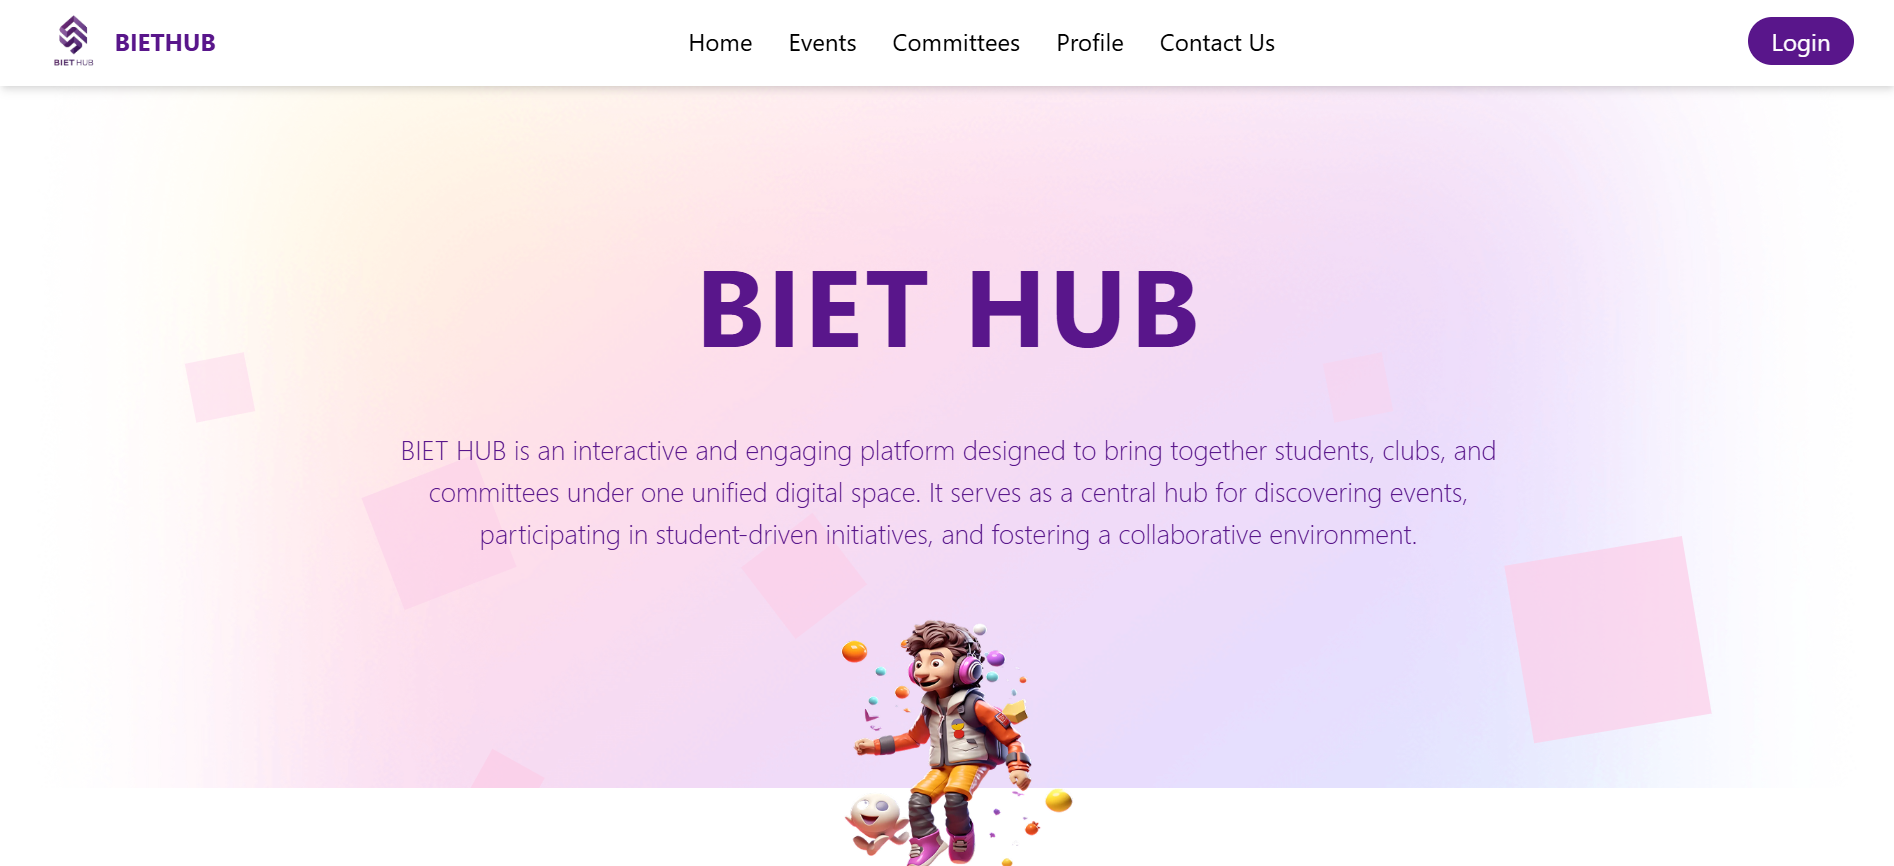 BIET HUB
BIETHUB
Home
Events
Committees
Profile
Contact Us
Login
BIET HUB
BIET HUB is an interactive and engaging platform designed to bring together students, clubs, and
committees under one unified digital space. It serves as a central hub for discovering events,
participating in student-driven initiatives, and fostering a collaborative environment.